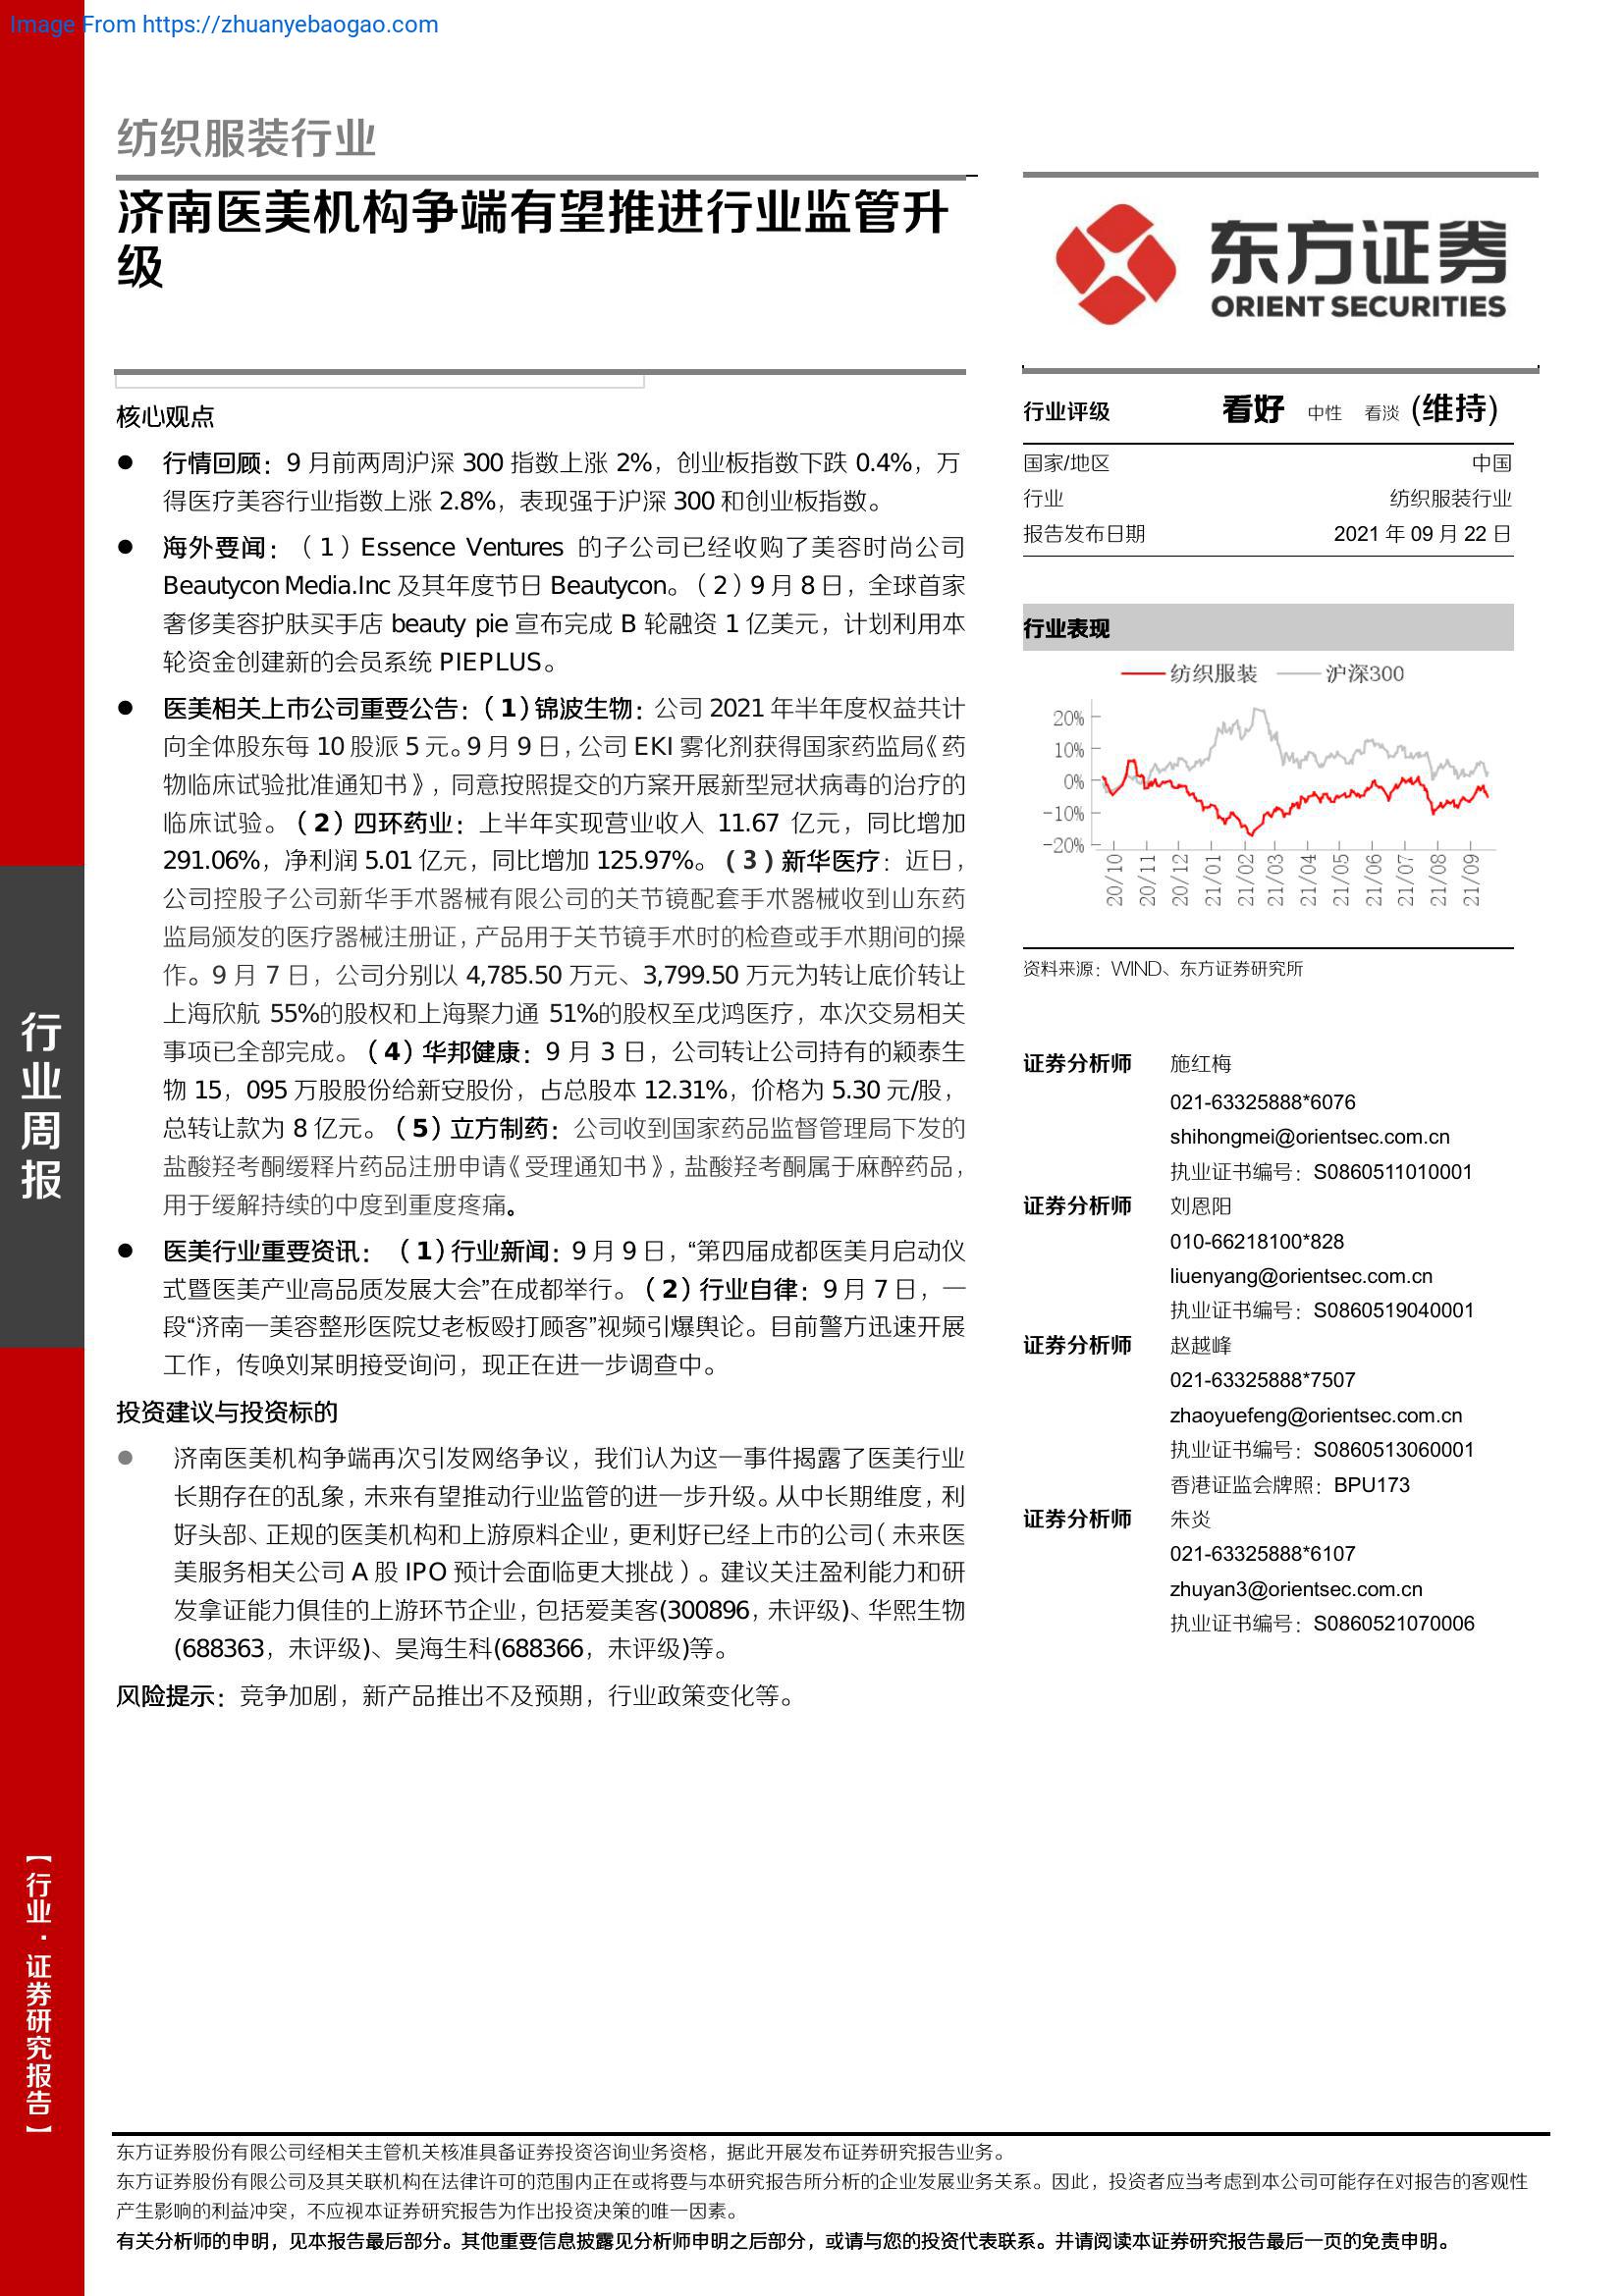 Image From https://zhuanyebaogao.com
纺织服装行业
济南医美机构争端有望推进行业监管升
级
东方证券
ORIENT SECURITIES
核心观点
● 行情回顾：9 月前两周沪深 300 指数上涨 2%，创业板指数下跌 0.4%，万
得医疗美容行业指数上涨 2.8%，表现强于沪深 300 和创业板指数。
● 海外要闻：（1）Essence Ventures 的子公司已经收购了美容时尚公司
Beautycon Media.Inc 及其年度节日 Beautycon。（2）9 月 8 日，全球首家
奢侈美容护肤买手店 beauty pie 宣布完成 B 轮融资 1 亿美元，计划利用本
轮资金创建新的会员系统 PIEPLUS。
● 医美相关上市公司重要公告：（1）锦波生物：公司 2021 年半年度权益共计
向全体股东每 10 股派 5 元。9 月 9 日，公司 EKI 雾化剂获得国家药监局《药
物临床试验批准通知书》，同意按照提交的方案开展新型冠状病毒的治疗的
临床试验。（2）四环药业：上半年实现营业收入 11.67 亿元，同比增加
291.06%，净利润 5.01 亿元，同比增加 125.97%。（3）新华医疗：近日，
公司控股子公司新华手术器械有限公司的关节镜配套手术器械收到山东药
监局颁发的医疗器械注册证，产品用于关节镜手术时的检查或手术期间的操
作。9 月 7 日，公司分别以 4,785.50 万元、3,799.50 万元为转让底价转让
上海欣航 55%的股权和上海聚力通 51%的股权至戊鸿医疗，本次交易相关
事项已全部完成。（4）华邦健康：9 月 3 日，公司转让公司持有的颖泰生
物 15，095 万股股份给新安股份，占总股本 12.31%，价格为 5.30 元/股，
总转让款为 8 亿元。（5）立方制药：公司收到国家药品监督管理局下发的
盐酸羟考酮缓释片药品注册申请《受理通知书》，盐酸羟考酮属于麻醉药品，
用于缓解持续的中度到重度疼痛。
● 医美行业重要资讯：（1）行业新闻：9 月 9 日，“第四届成都医美月启动仪
式暨医美产业高品质发展大会”在成都举行。（2）行业自律：9 月 7 日，一
段“济南一美容整形医院女老板殴打顾客”视频引爆舆论。目前警方迅速开展
工作，传唤刘某明接受询问，现正在进一步调查中。
投资建议与投资标的
● 济南医美机构争端再次引发网络争议，我们认为这一事件揭露了医美行业
长期存在的乱象，未来有望推动行业监管的进一步升级。从中长期维度，利
好头部、正规的医美机构和上游原料企业，更利好已经上市的公司（未来医
美服务相关公司 A 股 IPO 预计会面临更大挑战）。建议关注盈利能力和研
发拿证能力俱佳的上游环节企业，包括爱美客(300896，未评级)、华熙生物
(688363，未评级)、昊海生科(688366，未评级)等。
风险提示：竞争加剧，新产品推出不及预期，行业政策变化等。
行业评级 看好 中性 看淡 (维持)
国家/地区 中国
行业 纺织服装行业
报告发布日期 2021 年 09 月 22 日
行业表现
纺织服装 沪深300
20%
10%
0%
-10%
-20%
20/10 20/11 20/12 21/01 21/02 21/03 21/04 21/05 21/06 21/07 21/08 21/09
资料来源：WIND、东方证券研究所
证券分析师 施红梅
021-63325888*6076
shihongmei@orientsec.com.cn
执业证书编号：S0860511010001
证券分析师 刘恩阳
010-66218100*828
liuenyang@orientsec.com.cn
执业证书编号：S0860519040001
证券分析师 赵越峰
021-63325888*7507
zhaoyuefeng@orientsec.com.cn
执业证书编号：S0860513060001
香港证监会牌照：BPU173
证券分析师 朱炎
021-63325888*6107
zhuyan3@orientsec.com.cn
执业证书编号：S0860521070006
行业周报
【行业·证券研究报告】
东方证券股份有限公司经相关主管机关核准具备证券投资咨询业务资格，据此开展发布证券研究报告业务。
东方证券股份有限公司及其关联机构在法律许可的范围内正在或将要与本研究报告所分析的企业发展业务关系。因此，投资者应当考虑到本公司可能存在对报告的客观性
产生影响的利益冲突，不应视本证券研究报告为作出投资决策的唯一因素。
有关分析师的申明，见本报告最后部分。其他重要信息披露见分析师申明之后部分，或请与您的投资代表联系。并请阅读本证券研究报告最后一页的免责申明。